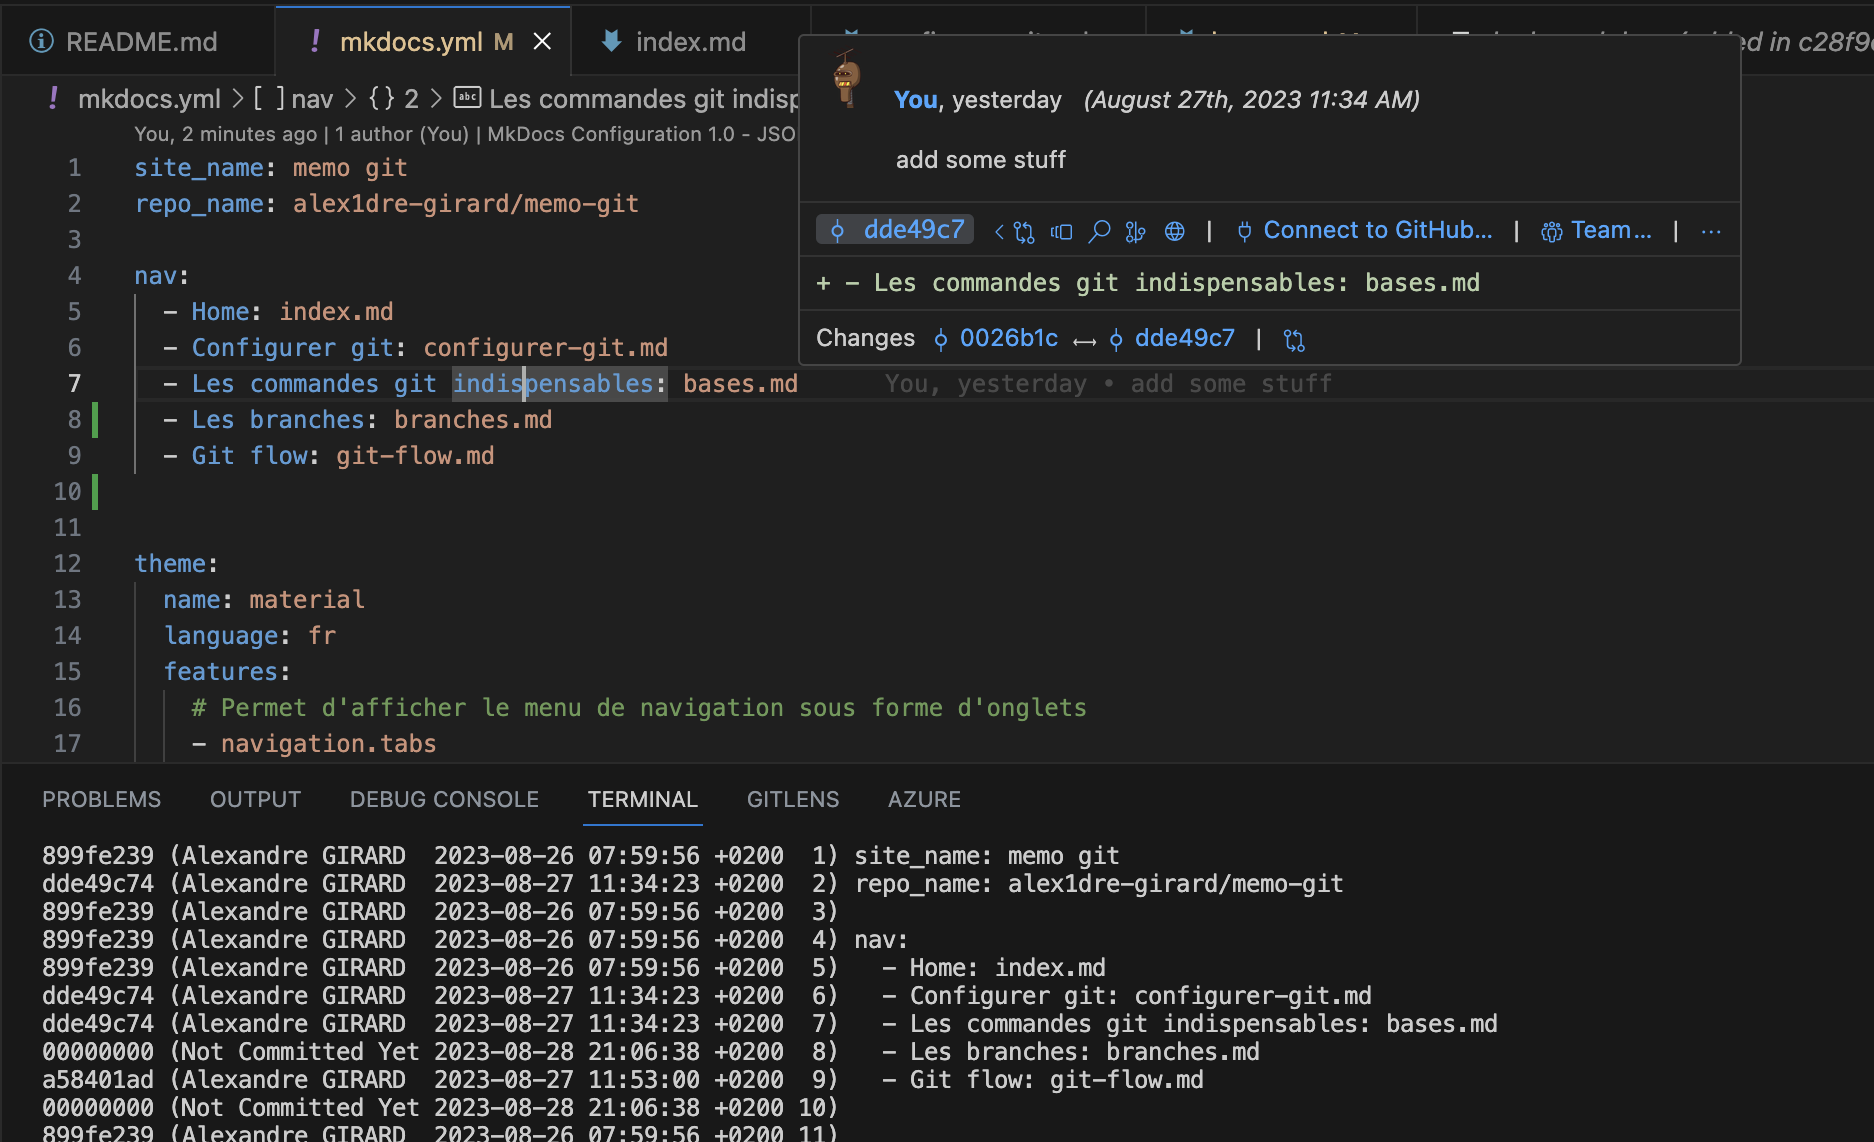 README.md
mkdocs.yml M
index.md
ed in c28f9
mkdocs.yml > [ ] nav > {} 2 > abc Les commandes git indisp
You, 2 minutes ago | 1 author (You) | MkDocs Configuration 1.0 - JSO
1 site_name: memo git
2 repo_name: alex1dre-girard/memo-git
3
4 nav:
5 - Home: index.md
6 - Configurer git: configurer-git.md
7 - Les commandes git indispensables: bases.md You, yesterday • add some stuff
8 - Les branches: branches.md
9 - Git flow: git-flow.md
10
11
12 theme:
13 name: material
14 language: fr
15 features:
16 # Permet d'afficher le menu de navigation sous forme d'onglets
17 - navigation.tabs
You, yesterday (August 27th, 2023 11:34 AM)
add some stuff
dde49c7 | Connect to GitHub... | Team... | ...
+ - Les commandes git indispensables: bases.md
Changes 0026b1c ↔ dde49c7 |
PROBLEMS OUTPUT DEBUG CONSOLE TERMINAL GITLENS AZURE
899fe239 (Alexandre GIRARD 2023-08-26 07:59:56 +0200 1) site_name: memo git
dde49c74 (Alexandre GIRARD 2023-08-27 11:34:23 +0200 2) repo_name: alex1dre-girard/memo-git
899fe239 (Alexandre GIRARD 2023-08-26 07:59:56 +0200 3)
899fe239 (Alexandre GIRARD 2023-08-26 07:59:56 +0200 4) nav:
899fe239 (Alexandre GIRARD 2023-08-26 07:59:56 +0200 5) - Home: index.md
dde49c74 (Alexandre GIRARD 2023-08-27 11:34:23 +0200 6) - Configurer git: configurer-git.md
dde49c74 (Alexandre GIRARD 2023-08-27 11:34:23 +0200 7) - Les commandes git indispensables: bases.md
00000000 (Not Committed Yet 2023-08-28 21:06:38 +0200 8) - Les branches: branches.md
a58401ad (Alexandre GIRARD 2023-08-27 11:53:00 +0200 9) - Git flow: git-flow.md
00000000 (Not Committed Yet 2023-08-28 21:06:38 +0200 10)
899fe239 (Alexandre GIRARD 2023-08-26 07:59:56 +0200 11)